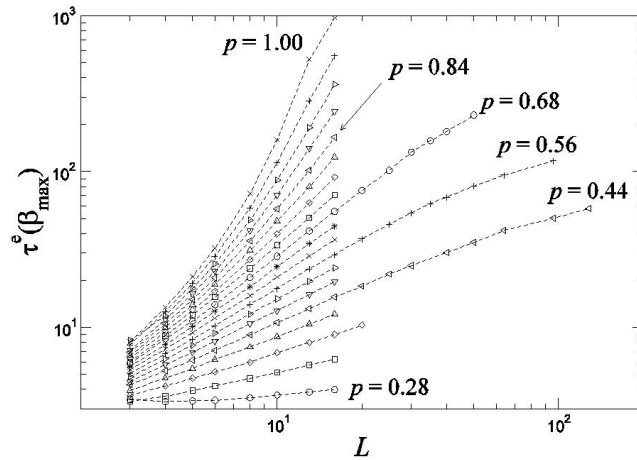 10³
p = 1.00
p = 0.84
p = 0.68
10²
p = 0.56
p = 0.44
τᵉ(βmax)
10¹
p = 0.28
10¹
10²
L